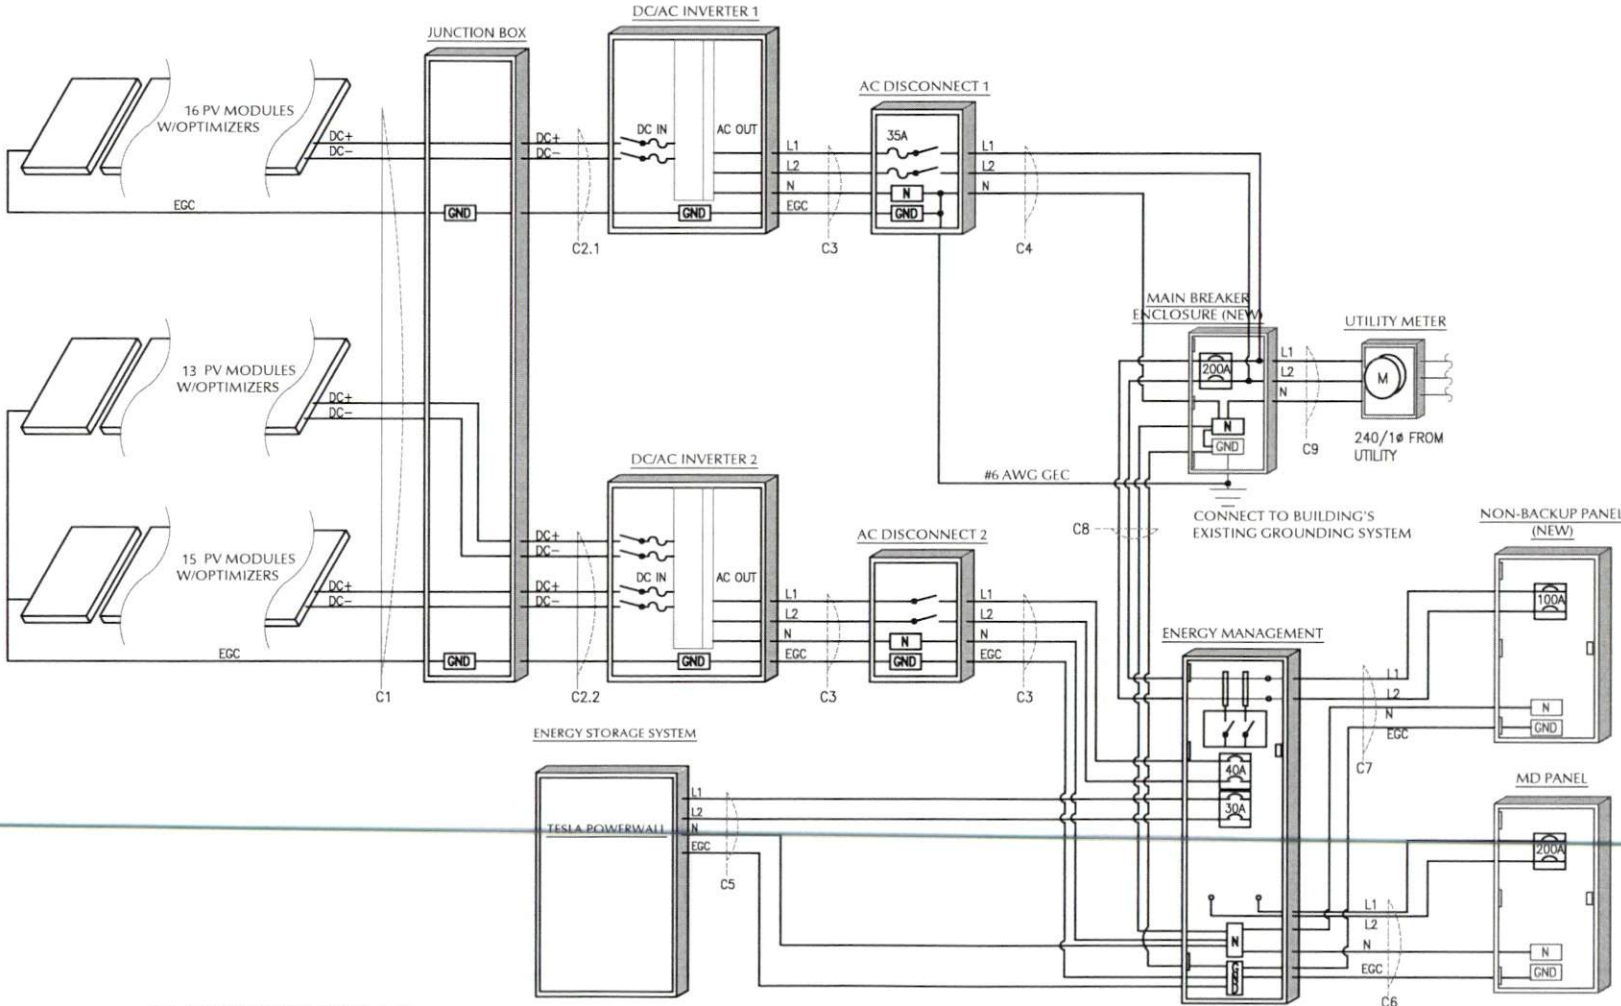 DC/AC INVERTER 1
JUNCTION BOX
AC DISCONNECT 1
16 PV MODULES
W/OPTIMIZERS
DC+
DC-
DC+
DC-
DC IN
AC OUT
L1
L2
N
EGC
35A
N
GND
L1
L2
N
EGC
GND
GND
C2.1
C3
C4
MAIN BREAKER
ENCLOSURE (NEW)
UTILITY METER
200A
L1
L2
N
M
N
GND
C9
240/1ø FROM
UTILITY
13 PV MODULES
W/OPTIMIZERS
DC+
DC-
DC/AC INVERTER 2
#6 AWG GEC
CONNECT TO BUILDING'S
EXISTING GROUNDING SYSTEM
C8
NON-BACKUP PANEL
(NEW)
AC DISCONNECT 2
15 PV MODULES
W/OPTIMIZERS
DC+
DC-
DC+
DC-
DC+
DC-
DC IN
AC OUT
L1
L2
N
EGC
N
GND
L1
L2
N
EGC
100A
EGC
GND
GND
C1
C2.2
C3
C3
ENERGY MANAGEMENT
L1
L2
N
EGC
N
GND
C7
ENERGY STORAGE SYSTEM
40A
30A
MD PANEL
L1
L2
N
EGC
TESLA POWERWALL
C5
200A
L1
L2
N
EGC
N
GND
N
GND
C6